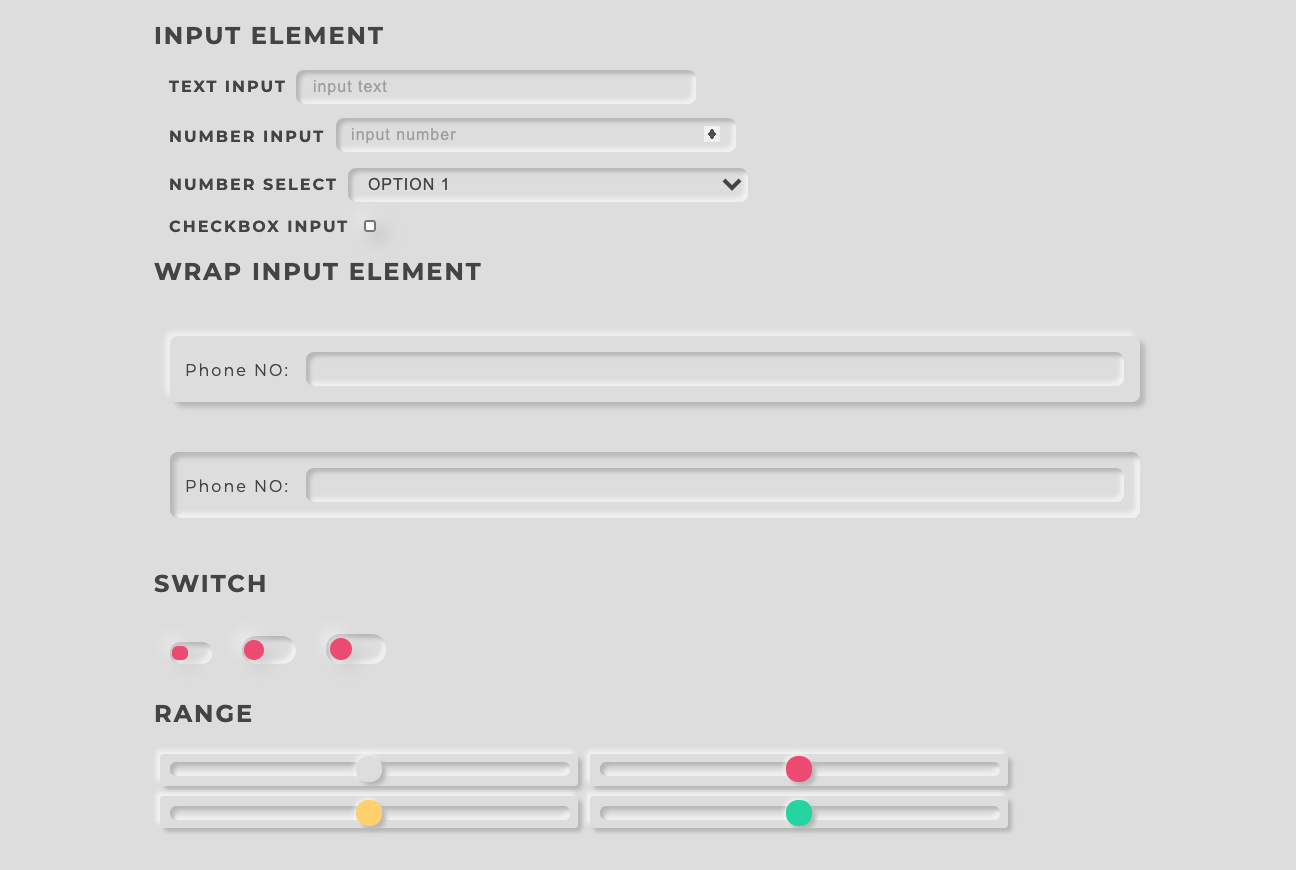 INPUT ELEMENT
TEXT INPUT input text
NUMBER INPUT input number
NUMBER SELECT OPTION 1
CHECKBOX INPUT
WRAP INPUT ELEMENT
Phone NO:
Phone NO:
SWITCH
RANGE